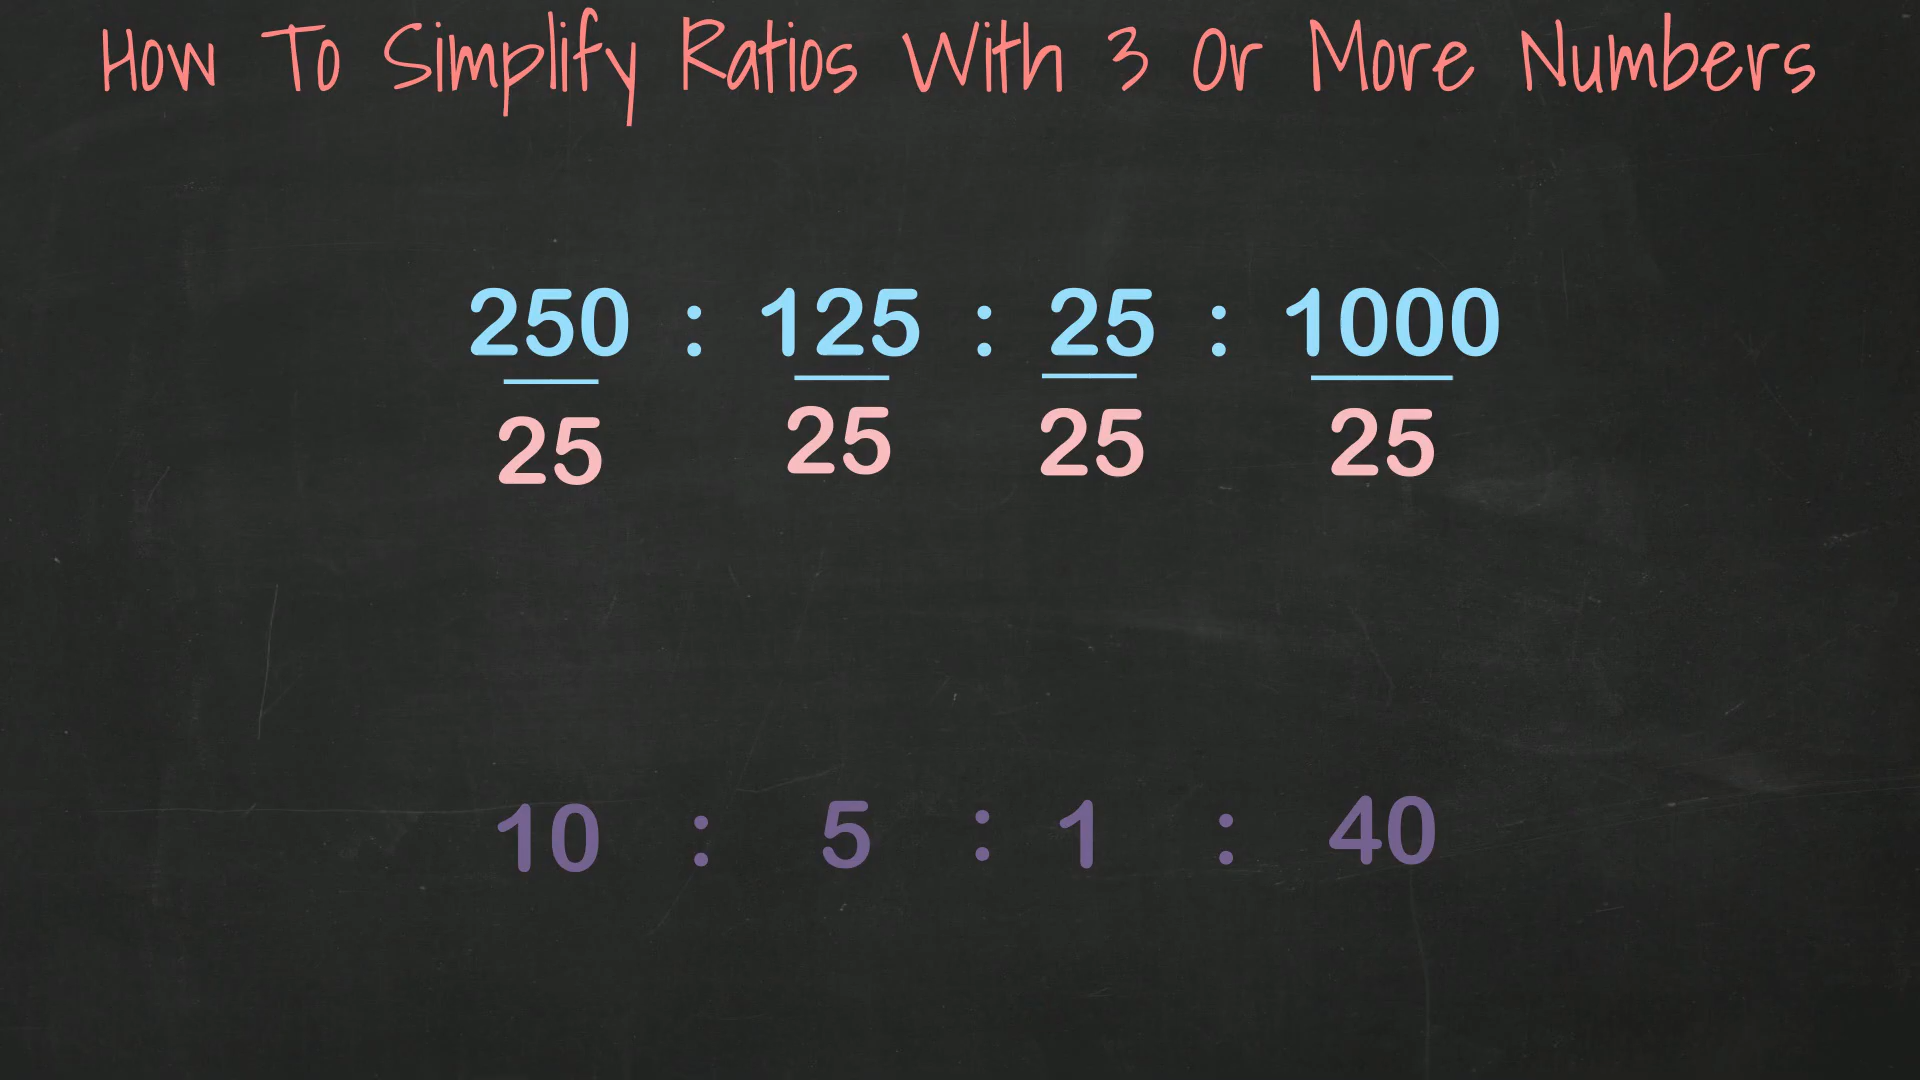 How To Simplify Ratios With 3 Or More Numbers
250 : 125 : 25 : 1000
25 25 25 25
10 : 5 : 1 : 40